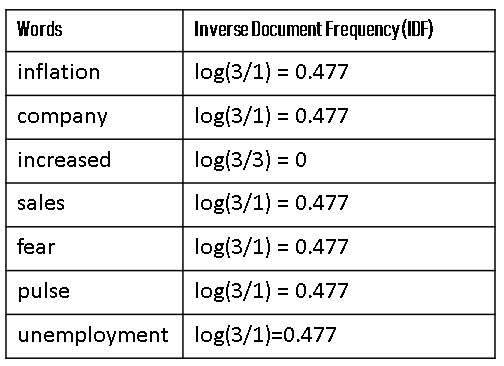 Words Inverse Document Frequency (IDF)
inflation log(3/1) = 0.477
company log(3/1) = 0.477
increased log(3/3) = 0
sales log(3/1) = 0.477
fear log(3/1) = 0.477
pulse log(3/1) = 0.477
unemployment log(3/1)=0.477